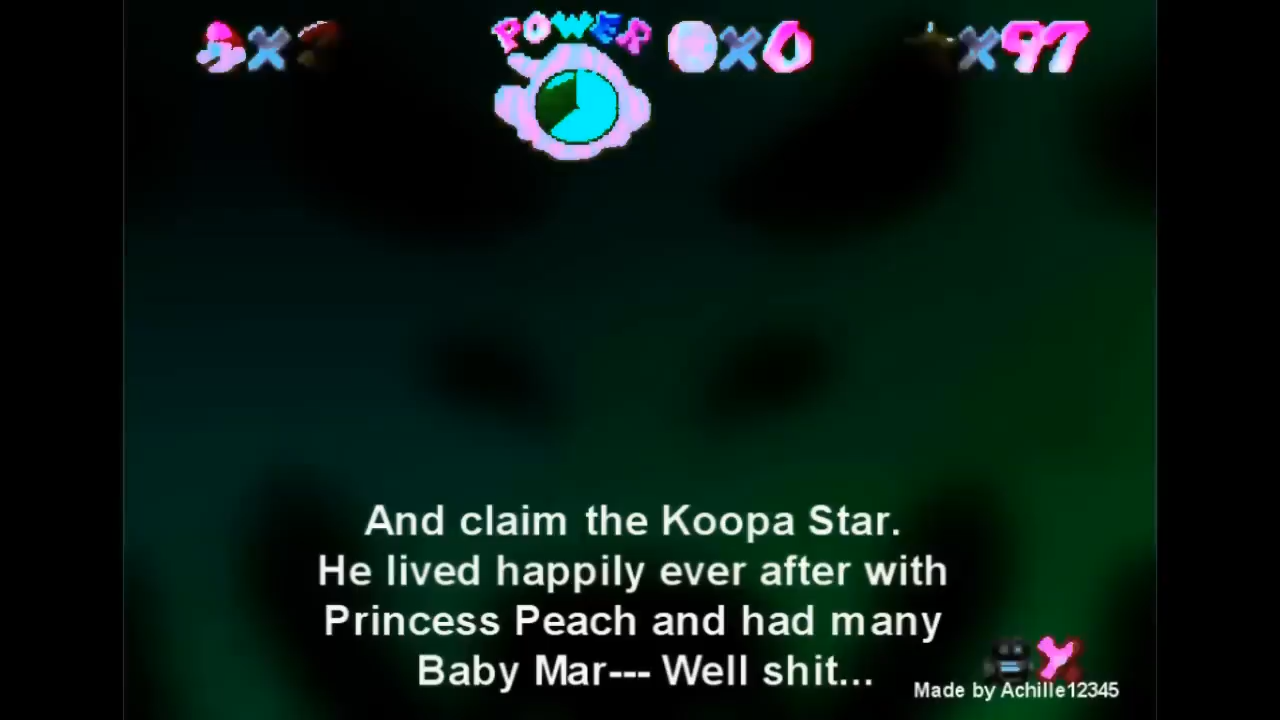 × POWER ×0 ×97
And claim the Koopa Star.
He lived happily ever after with
Princess Peach and had many
Baby Mar--- Well shit...
Made by Achille12345